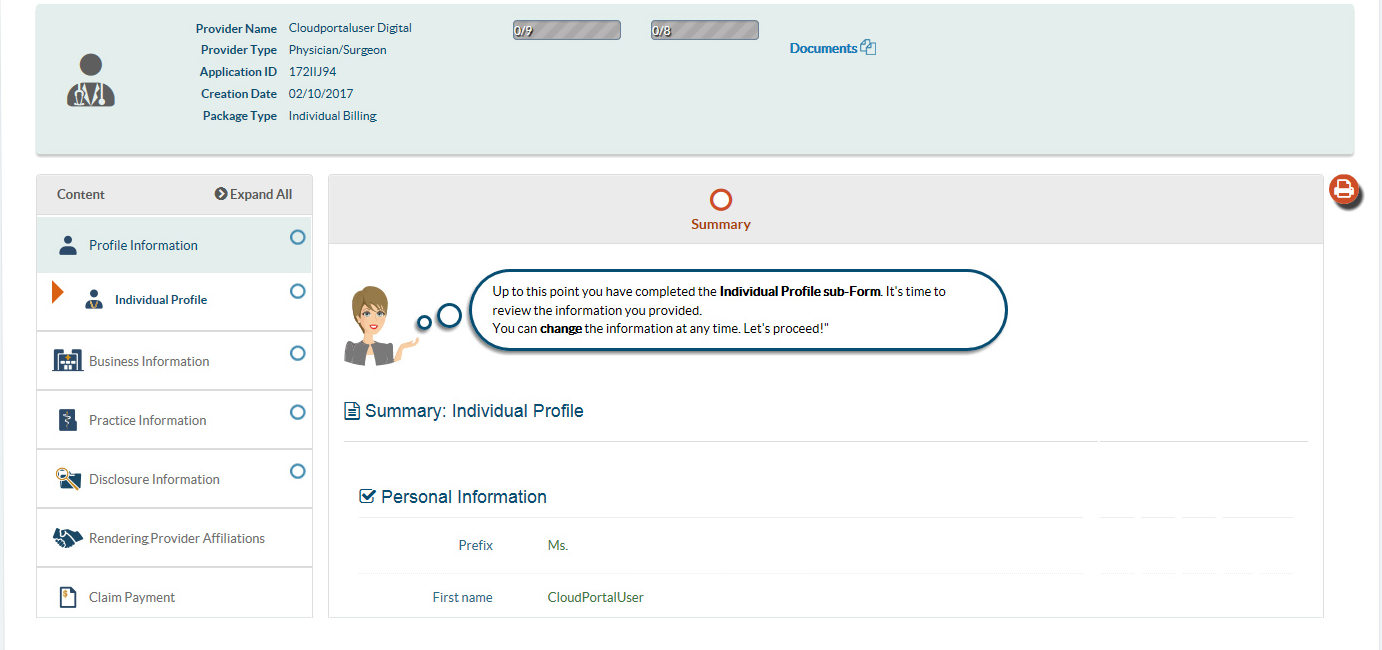 Provider Name Cloudportaluser Digital
Provider Type Physician/Surgeon
Application ID 172IIJ94
Creation Date 02/10/2017
Package Type Individual Billing
0/9
0/8
Documents
Content
Expand All
Profile Information
Individual Profile
Business Information
Practice Information
Disclosure Information
Rendering Provider Affiliations
Claim Payment
Summary
Up to this point you have completed the Individual Profile sub-Form. It's time to
review the information you provided.
You can change the information at any time. Let's proceed!"
Summary: Individual Profile
Personal Information
Prefix Ms.
First name CloudPortalUser